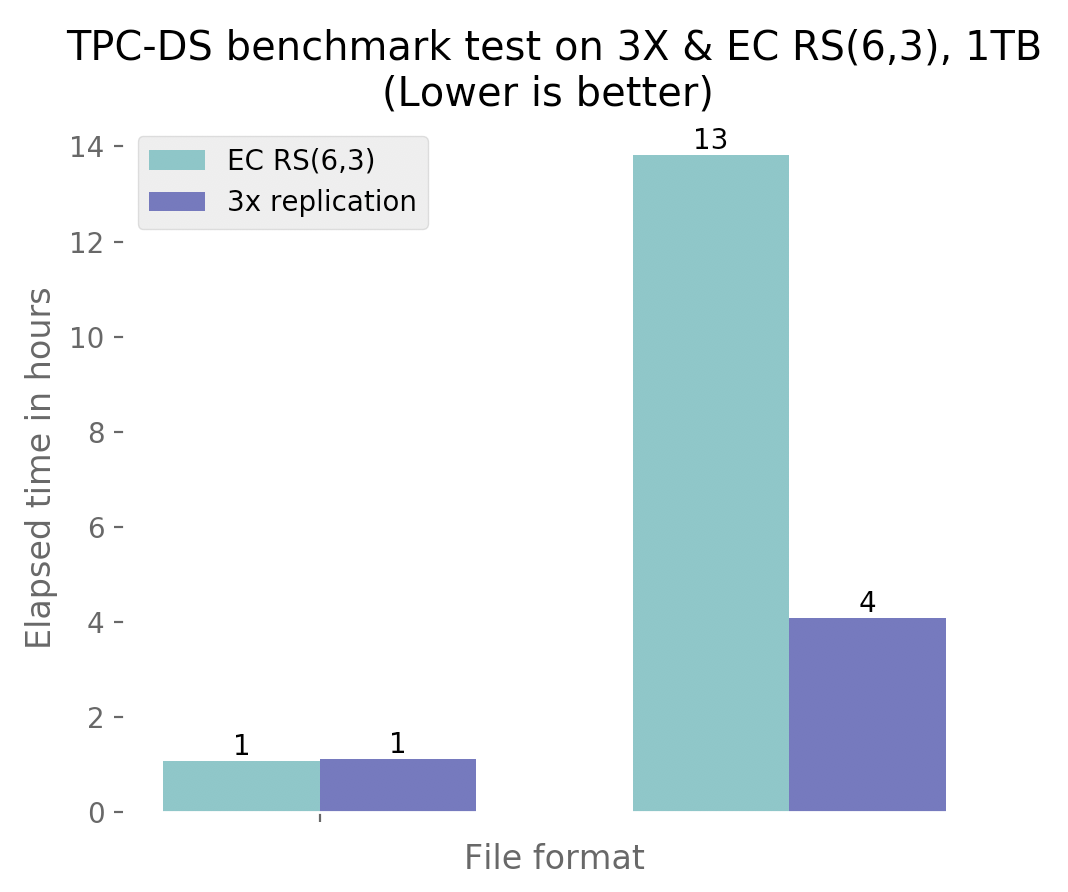 TPC-DS benchmark test on 3X & EC RS(6,3), 1TB
(Lower is better)
EC RS(6,3)
3x replication
14
12
10
8
6
4
2
0
Elapsed time in hours
1
1
13
4
File format